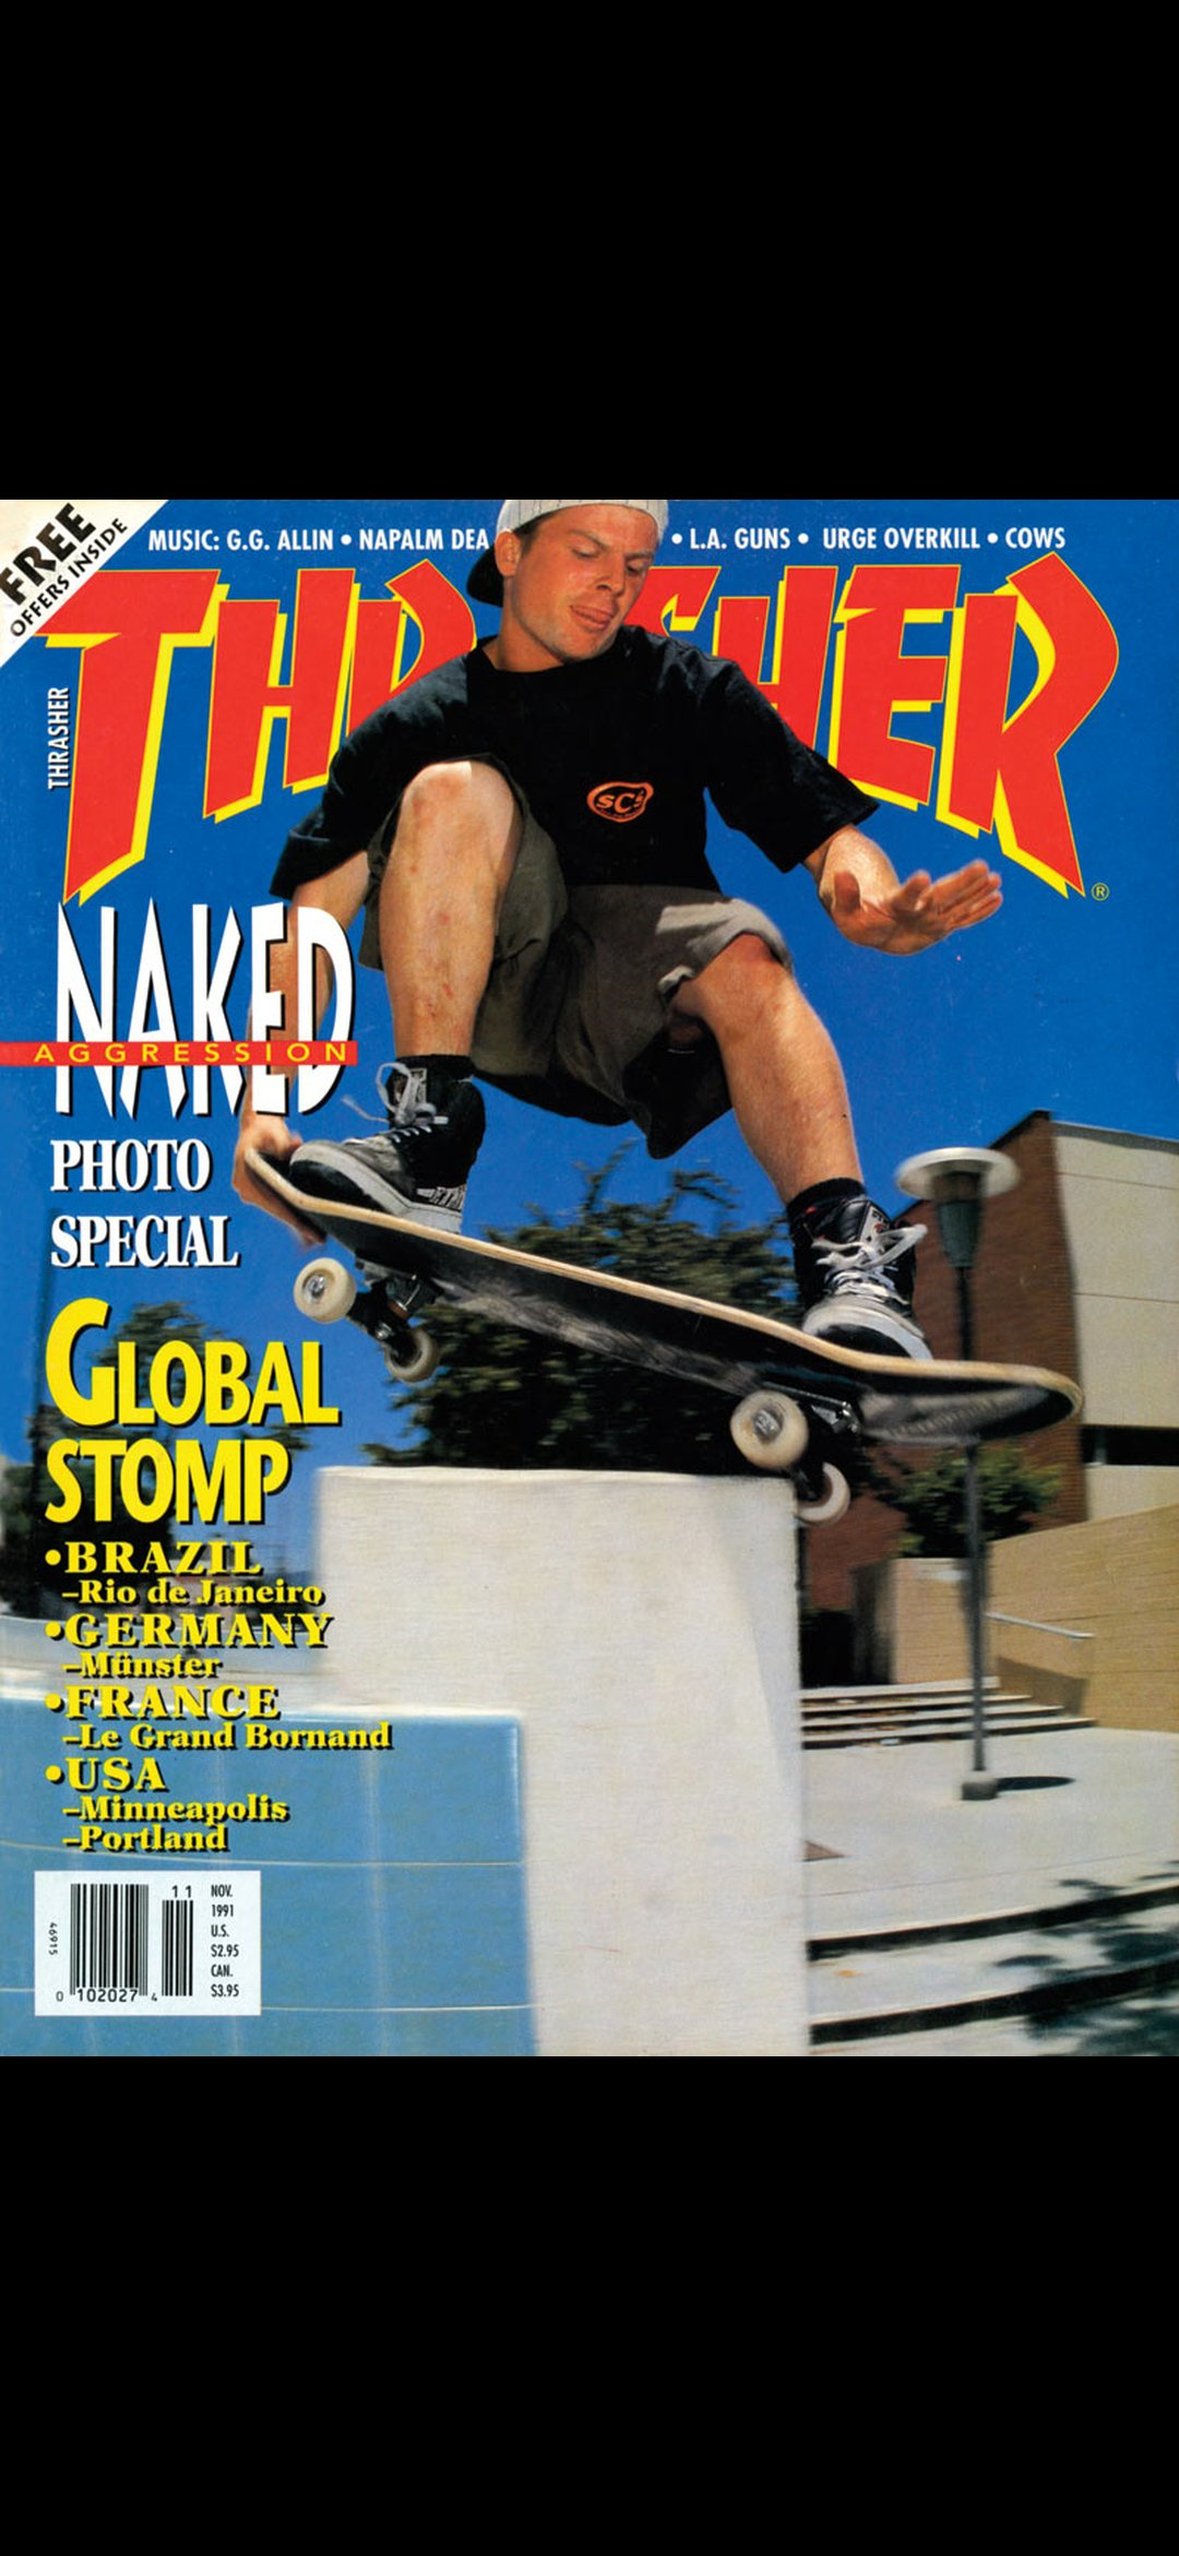 FREE
OFFERS INSIDE
MUSIC: G.G. ALLIN • NAPALM DEA • L.A. GUNS • URGE OVERKILL • COWS
THRASHER
THRASHER
®
SCs
NAKED
AGGRESSION
PHOTO
SPECIAL
GLOBAL
STOMP
•BRAZIL
–Rio de Janeiro
•GERMANY
–Münster
•FRANCE
–Le Grand Bornand
•USA
–Minneapolis
–Portland
11
NOV.
1991
U.S.
$2.95
CAN.
$3.95
46915
0 102027 4